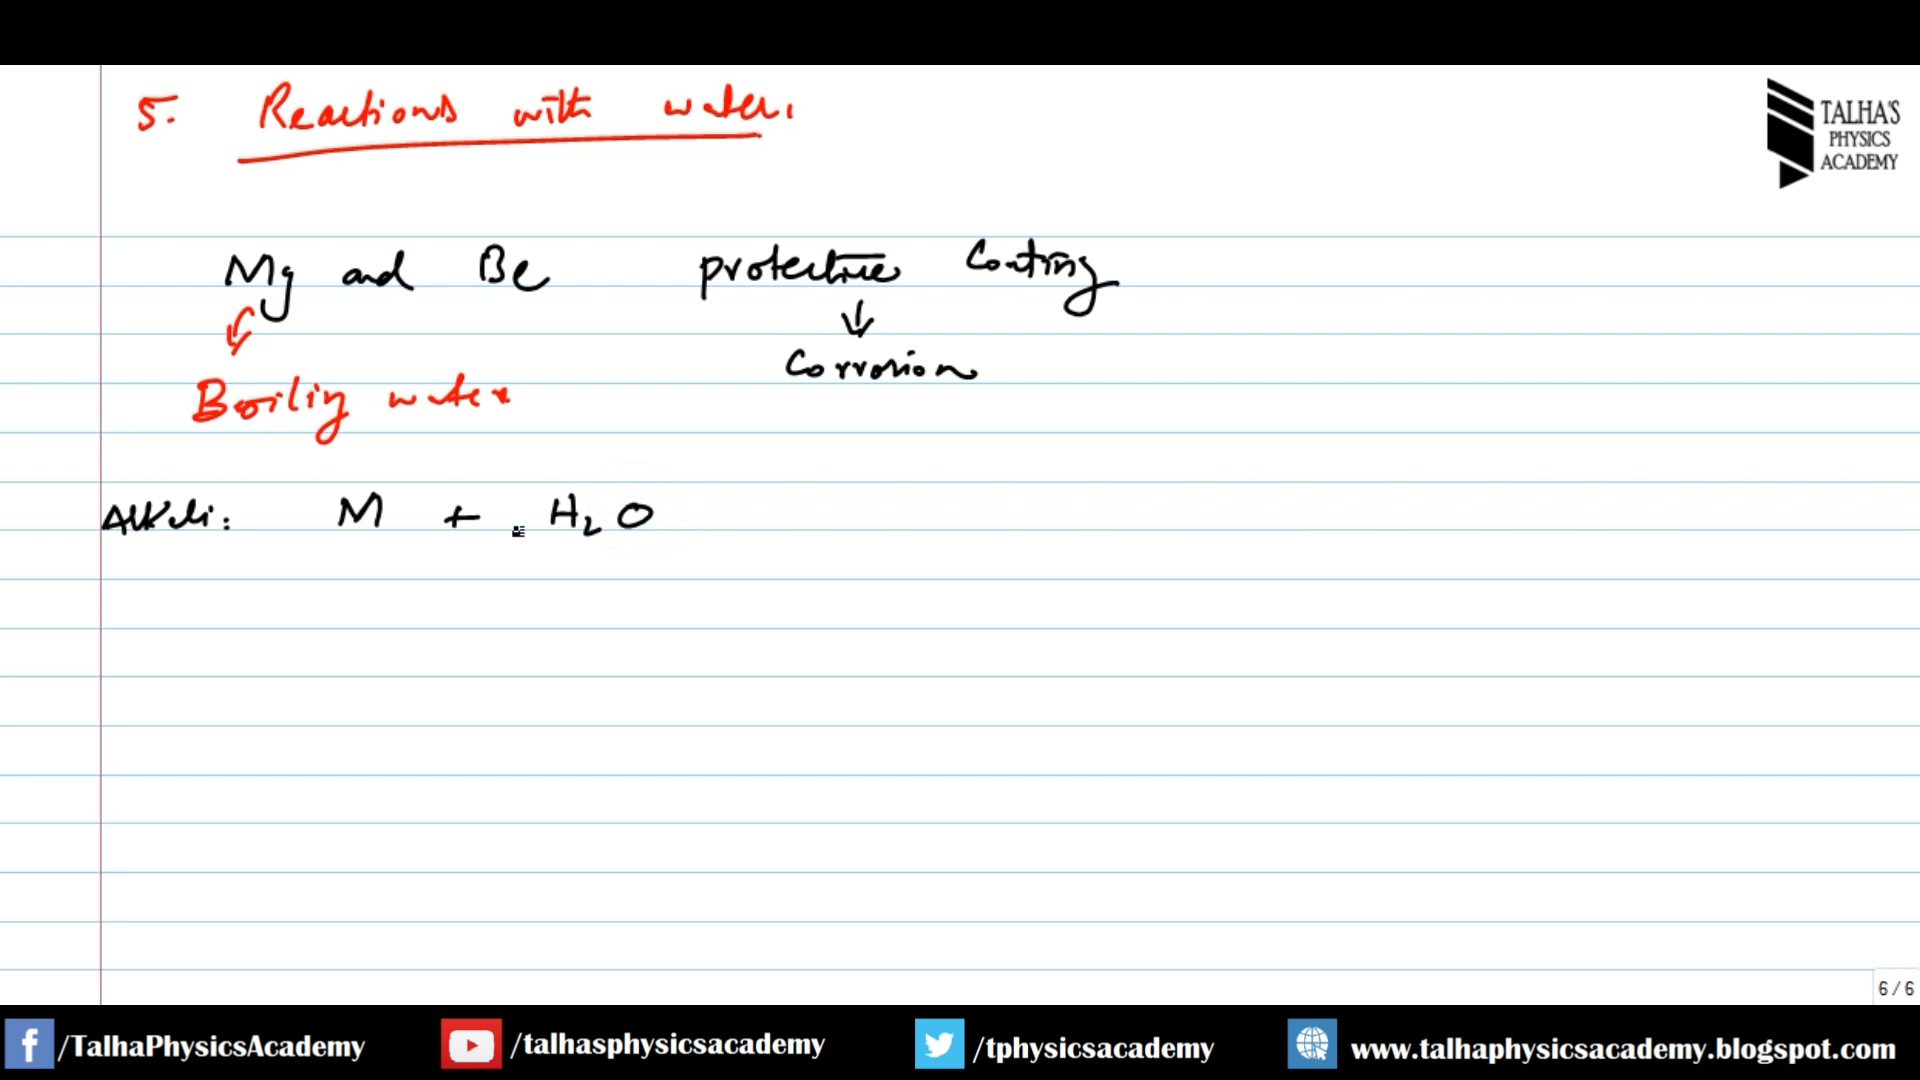 5. Reactions with water.
TALHA'S
PHYSICS
ACADEMY
Mg and Be protective Coating
Corrosion
Boiling water
Alkali: M + H₂O
6/6
/TalhaPhysicsAcademy
/talhasphysicsacademy
/tphysicsacademy
www.talhaphysicsacademy.blogspot.com